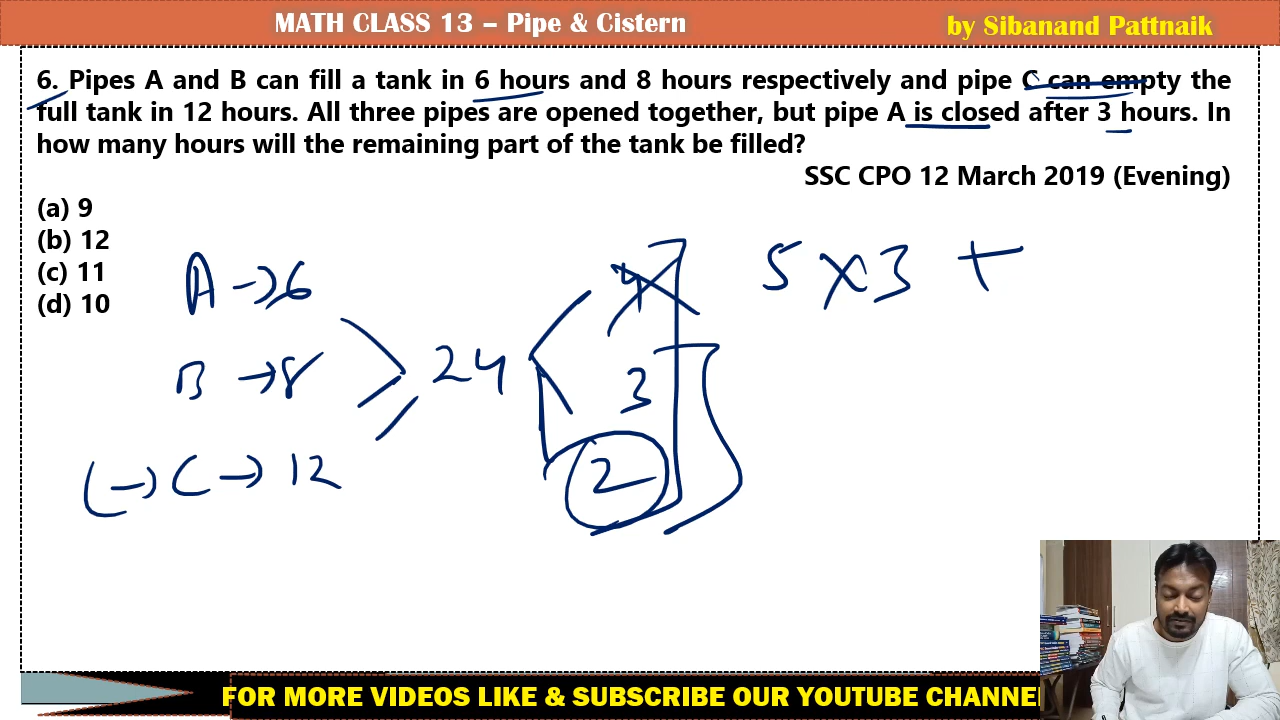 MATH CLASS 13 – Pipe & Cistern
by Sibanand Pattnaik
6. Pipes A and B can fill a tank in 6 hours and 8 hours respectively and pipe C can empty the
full tank in 12 hours. All three pipes are opened together, but pipe A is closed after 3 hours. In
how many hours will the remaining part of the tank be filled?
SSC CPO 12 March 2019 (Evening)
(a) 9
(b) 12
(c) 11
(d) 10
A → 6
4
5 × 3 +
B → 8
24
3
C → 12
2
FOR MORE VIDEOS LIKE & SUBSCRIBE OUR YOUTUBE CHANNE